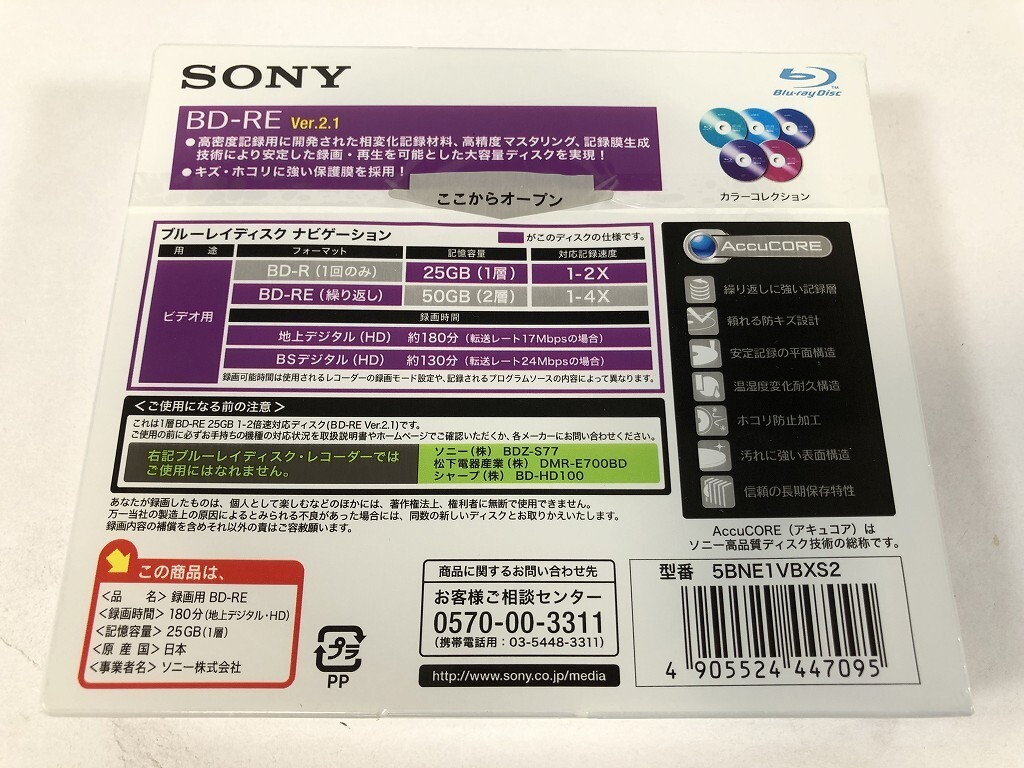 SONY
Blu-ray Disc™
BD-RE Ver.2.1
●高密度記録用に開発された相変化記録材料、高精度マスタリング、記録膜生成
技術により安定した録画・再生を可能とした大容量ディスクを実現！
●キズ・ホコリに強い保護膜を採用！
カラーコレクション
ここからオープン
ブルーレイディスク ナビゲーション
がこのディスクの仕様です。
用 途 フォーマット 記憶容量 対応記録速度
BD-R（1回のみ） 25GB（1層） 1-2X
BD-RE（繰り返し） 50GB（2層） 1-4X
ビデオ用
録画時間
地上デジタル（HD） 約180分（転送レート17Mbpsの場合）
BSデジタル（HD） 約130分（転送レート24Mbpsの場合）
録画可能時間は使用されるレコーダーの録画モード設定や、記録されるプログラムソースの内容によって異なります。
AccuCORE
繰り返しに強い記録層
頼れる防キズ設計
安定記録の平面構造
温湿度変化耐久構造
ホコリ防止加工
汚れに強い表面構造
信頼の長期保存特性
AccuCORE（アキュコア）は
ソニー高品質ディスク技術の総称です。
＜ご使用になる前の注意＞
これは1層BD-RE 25GB 1-2倍速対応ディスク(BD-RE Ver.2.1)です。
ご使用の前に必ずお手持ちの機種の対応状況を取扱説明書やホームページでご確認いただくか、各メーカーにお問い合わせください。
右記ブルーレイディスク・レコーダーでは
ご使用にはなれません。
ソニー（株） BDZ-S77
松下電器産業（株） DMR-E700BD
シャープ（株） BD-HD100
あなたが録画したものは、個人として楽しむなどのほかには、著作権法上、権利者に無断で使用できません。
万一当社の製造上の原因によるとみられる不良があった場合には、同数の新しいディスクとお取りかえいたします。
録画内容の補償を含めそれ以外の責はご容赦願います。
この商品は、
＜品 名＞ 録画用 BD-RE
＜録画時間＞ 180分（地上デジタル・HD）
＜記憶容量＞ 25GB（1層）
＜原 産 国＞ 日本
＜事業者名＞ ソニー株式会社
プラ
PP
商品に関するお問い合わせ先
お客様ご相談センター
0570-00-3311
（携帯電話用：03-5448-3311）
http://www.sony.co.jp/media
型番 5BNE1VBXS2
4 905524 447095